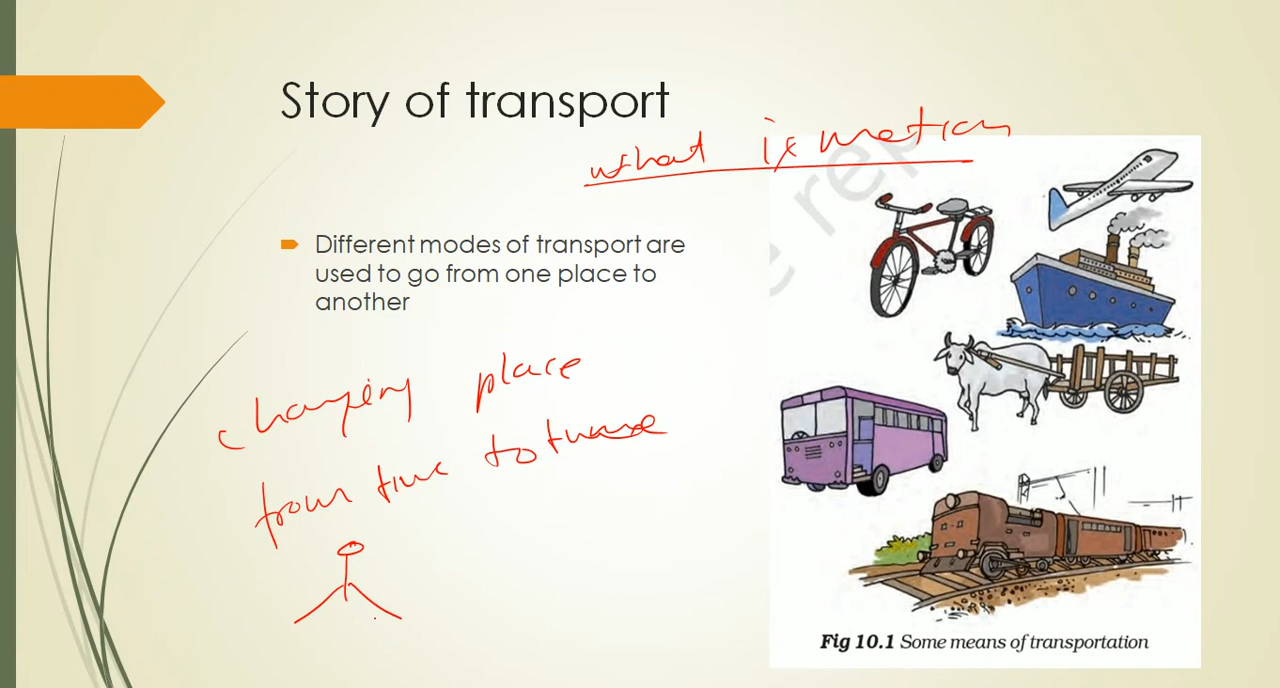 Story of transport
what is motion
Different modes of transport are
used to go from one place to
another
changing place
from time to time
Fig 10.1 Some means of transportation